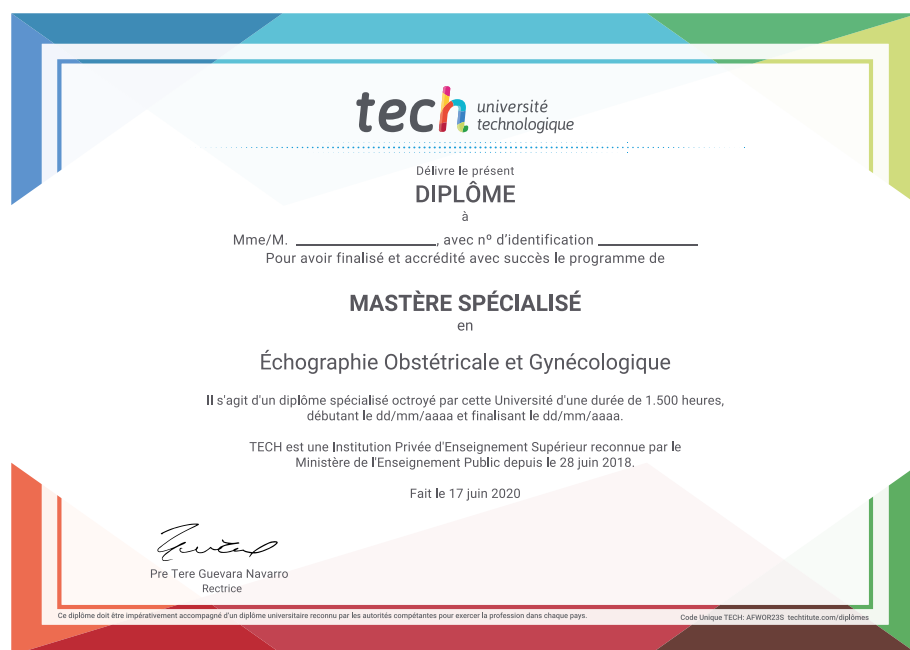 tech université
technologique
Délivre le présent
DIPLÔME
à
Mme/M. ____________________, avec nº d'identification ______________
Pour avoir finalisé et accrédité avec succès le programme de
MASTÈRE SPÉCIALISÉ
en
Échographie Obstétricale et Gynécologique
Il s'agit d'un diplôme spécialisé octroyé par cette Université d'une durée de 1.500 heures,
débutant le dd/mm/aaaa et finalisant le dd/mm/aaaa.
TECH est une Institution Privée d'Enseignement Supérieur reconnue par le
Ministère de l'Enseignement Public depuis le 28 juin 2018.
Fait le 17 juin 2020
Pre Tere Guevara Navarro
Rectrice
Ce diplôme doit être impérativement accompagné d'un diplôme universitaire reconnu par les autorités compétantes pour exercer la profession dans chaque pays.
Code Unique TECH: AFWOR23S techtitute.com/diplômes